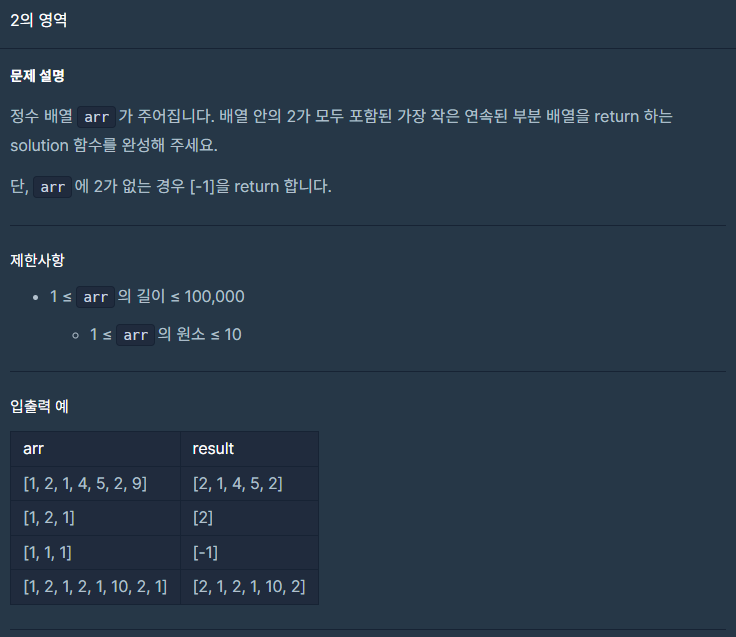 2의 영역
문제 설명
정수 배열 arr 가 주어집니다. 배열 안의 2가 모두 포함된 가장 작은 연속된 부분 배열을 return 하는
solution 함수를 완성해 주세요.
단, arr 에 2가 없는 경우 [-1]을 return 합니다.
제한사항
• 1 ≤ arr 의 길이 ≤ 100,000
◦ 1 ≤ arr 의 원소 ≤ 10
입출력 예
arr result
[1, 2, 1, 4, 5, 2, 9] [2, 1, 4, 5, 2]
[1, 2, 1] [2]
[1, 1, 1] [-1]
[1, 2, 1, 2, 1, 10, 2, 1] [2, 1, 2, 1, 10, 2]